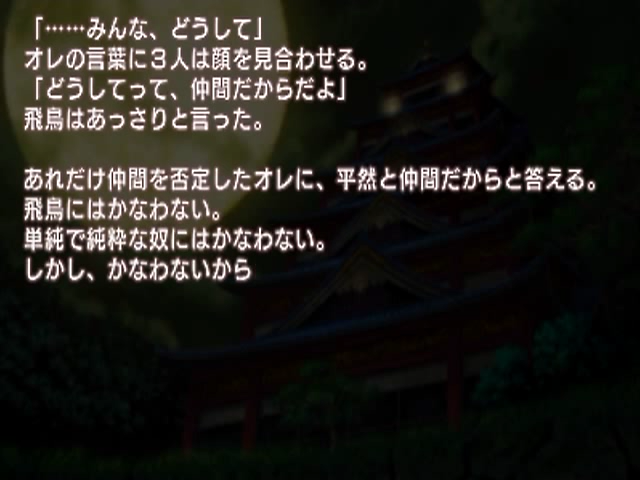 「……みんな、どうして」
オレの言葉に３人は顔を見合わせる。
「どうしてって、仲間だからだよ」
飛鳥はあっさりと言った。
あれだけ仲間を否定したオレに、平然と仲間だからと答える。
飛鳥にはかなわない。
単純で純粋な奴にはかなわない。
しかし、かなわないから